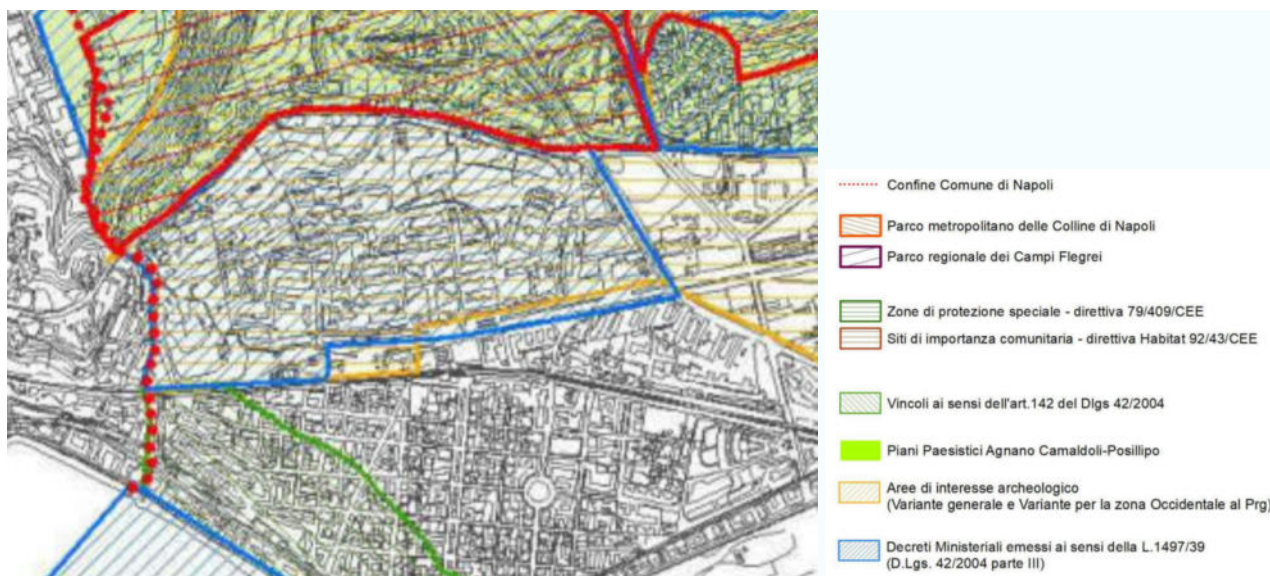 Confine Comune di Napoli
Parco metropolitano delle Colline di Napoli
Parco regionale dei Campi Flegrei
Zone di protezione speciale - direttiva 79/409/CEE
Siti di importanza comunitaria - direttiva Habitat 92/43/CEE
Vincoli ai sensi dell'art.142 del Dlgs 42/2004
Piani Paesistici Agnano Camaldoli-Posillipo
Aree di interesse archeologico
(Variante generale e Variante per la zona Occidentale al Prg)
Decreti Ministeriali emessi ai sensi della L.1497/39
(D.Lgs. 42/2004 parte III)